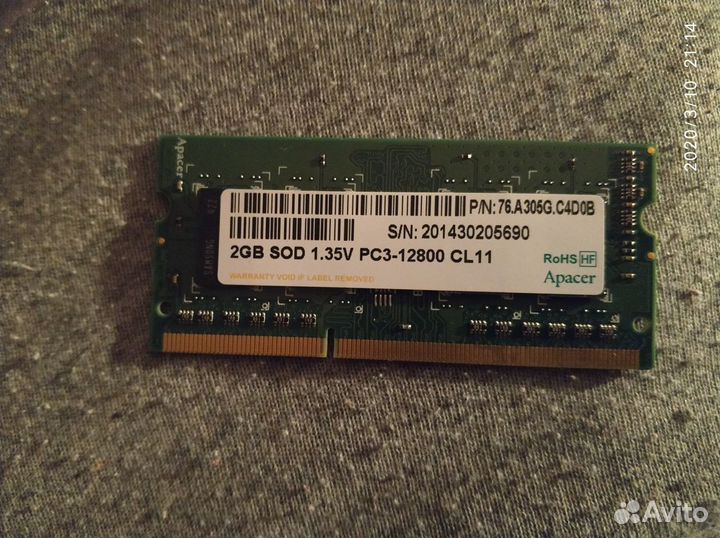 2020/3/10 21:14
Apacer
P/N: 76.A305G.C4D0B
S/N: 201430205690
2GB SOD 1.35V PC3-12800 CL11
WARRANTY VOID IF LABEL REMOVED
RoHS HF
Apacer
SAMSUNG
Avito